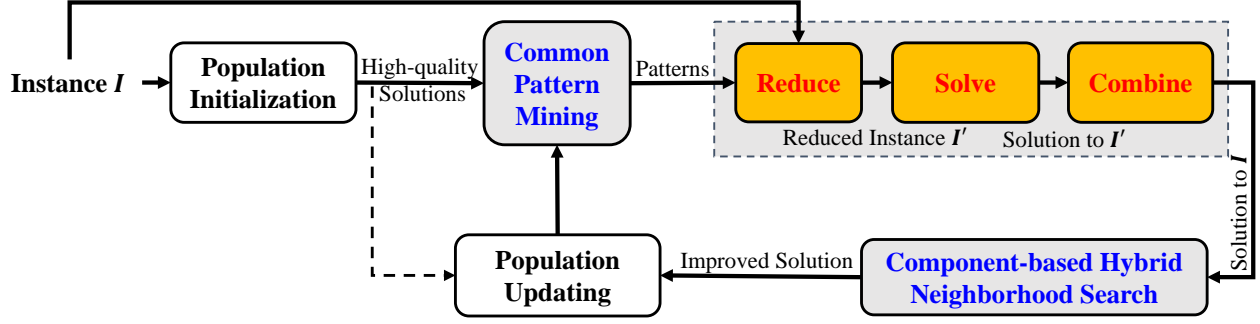 Instance I
Population
Initialization
High-quality
Solutions
Common
Pattern
Mining
Patterns
Reduce
Solve
Combine
Reduced Instance I'
Solution to I'
Solution to I
Component-based Hybrid
Neighborhood Search
Improved Solution
Population
Updating